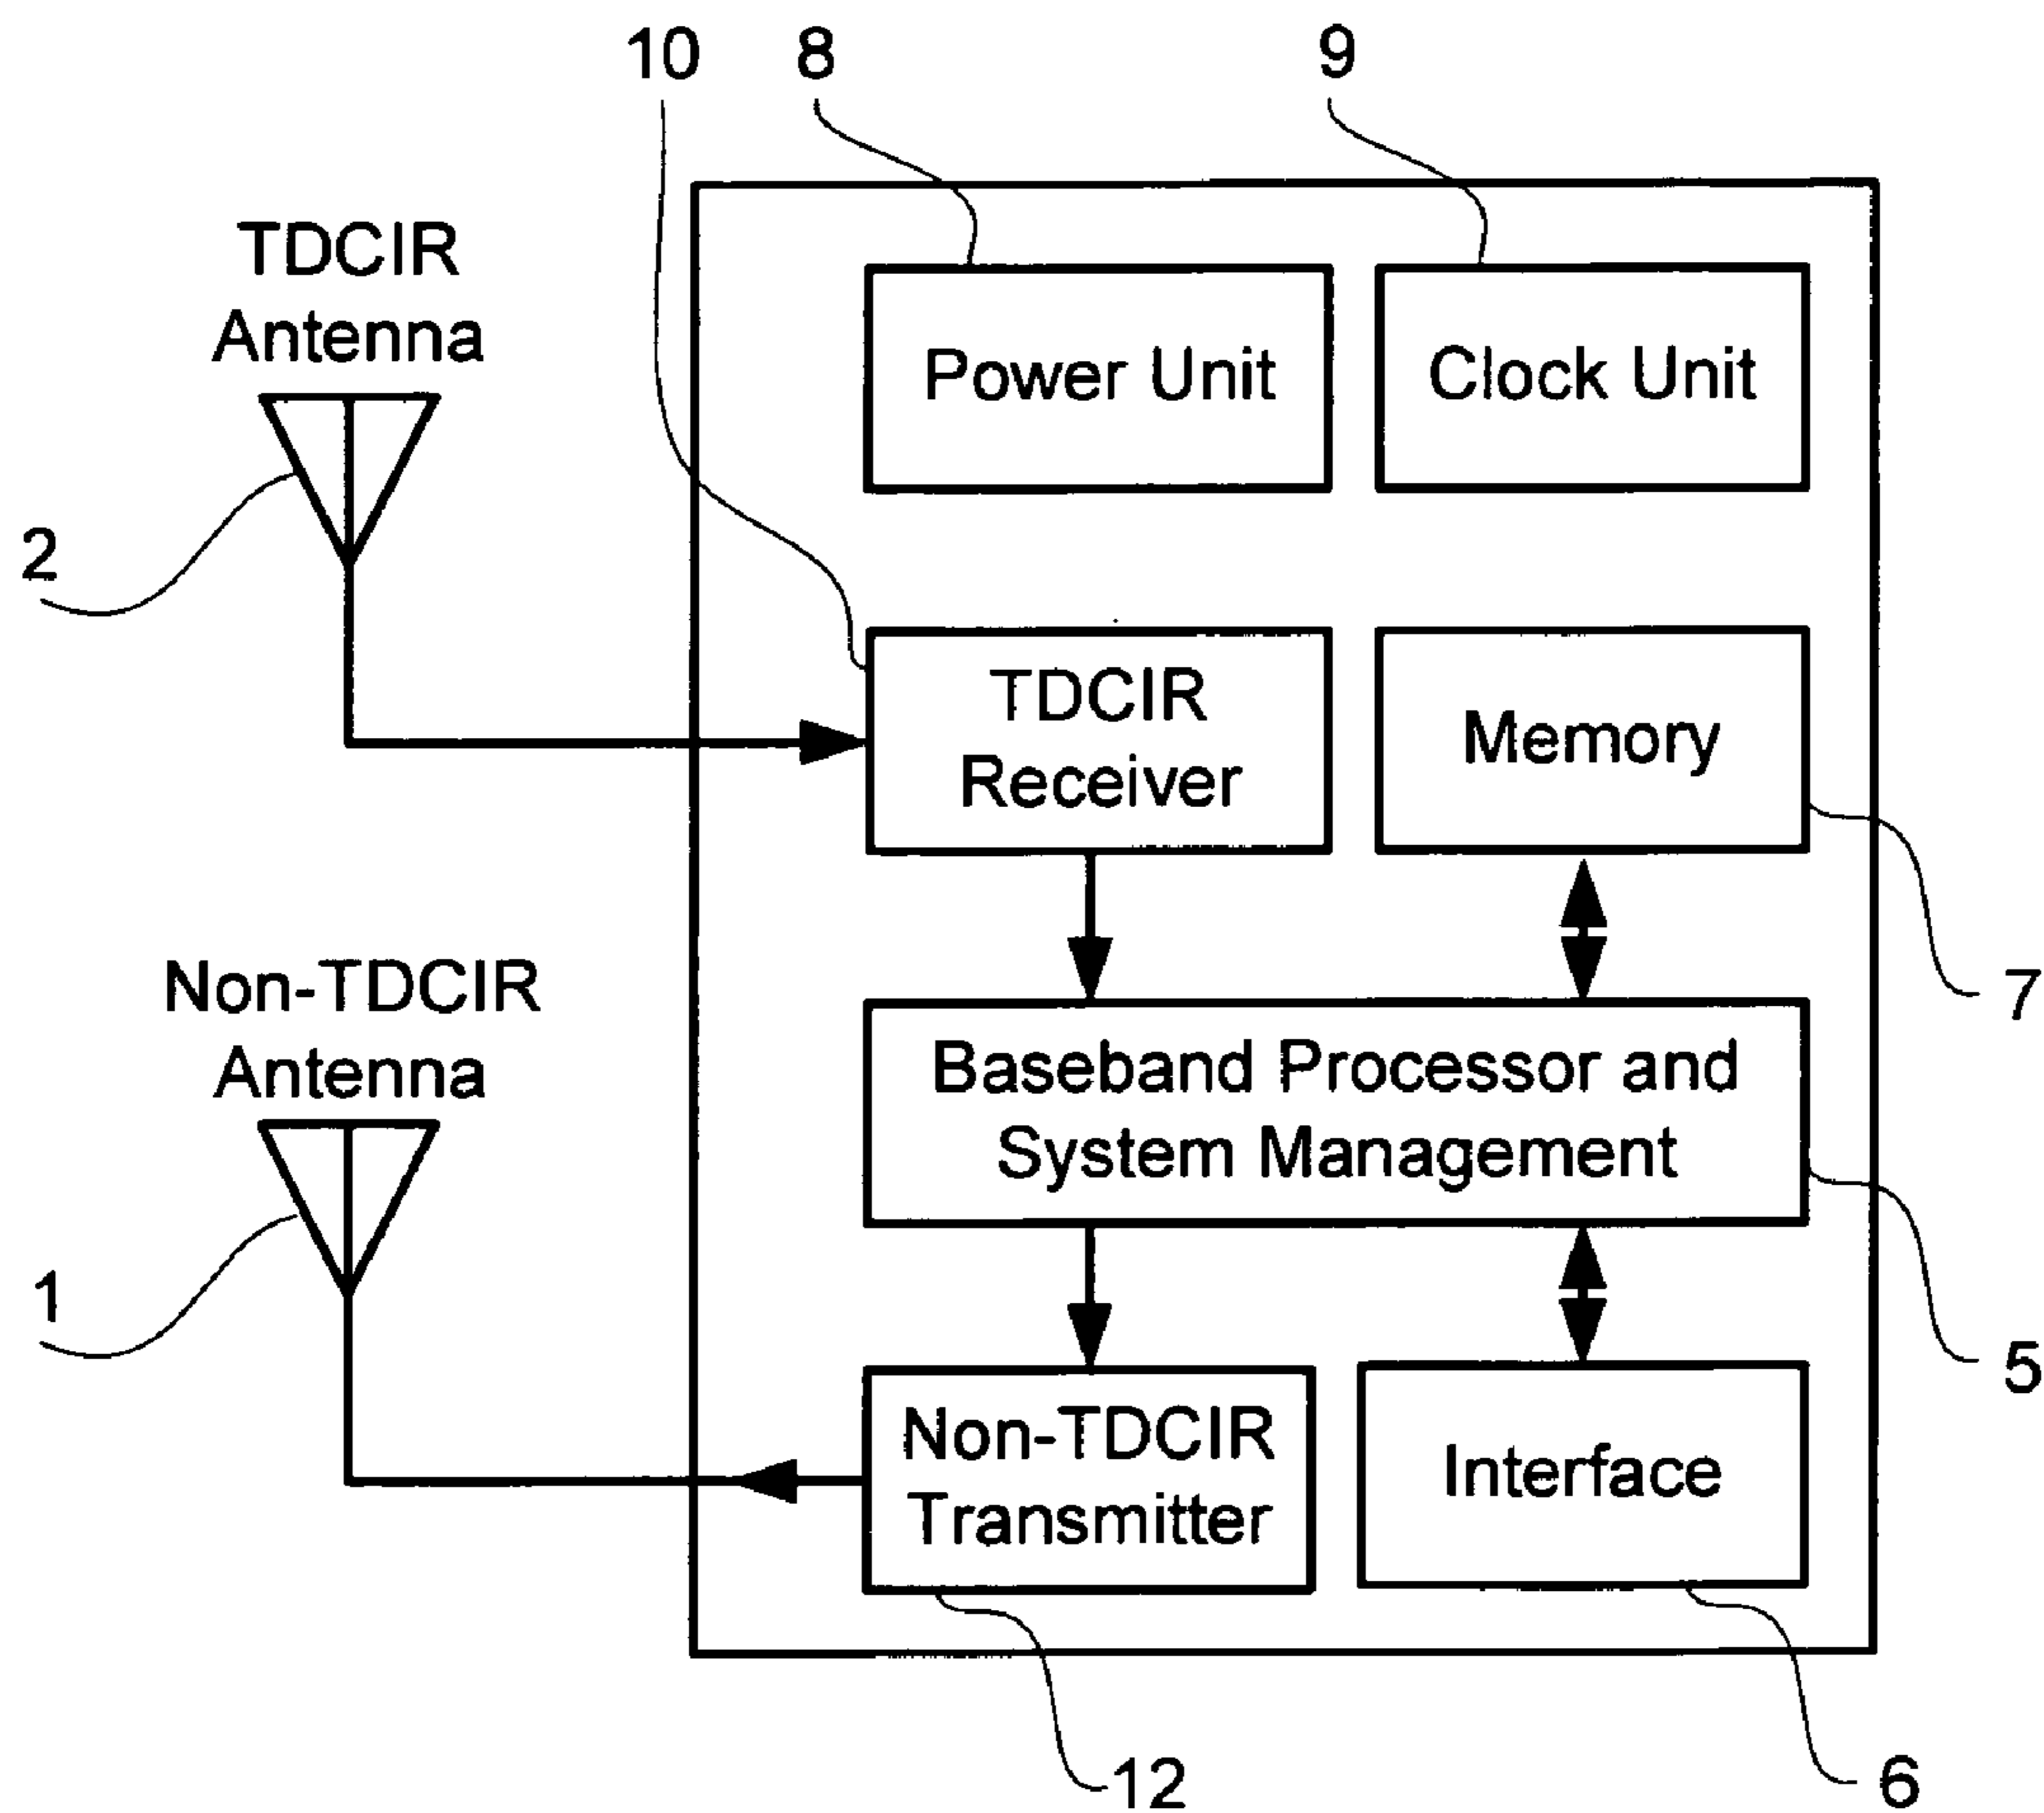 10
8
9
TDCIR
Antenna
Power Unit
Clock Unit
2
TDCIR
Receiver
Memory
Non-TDCIR
Antenna
7
Baseband Processor and
System Management
1
5
Non-TDCIR
Transmitter
Interface
12
6